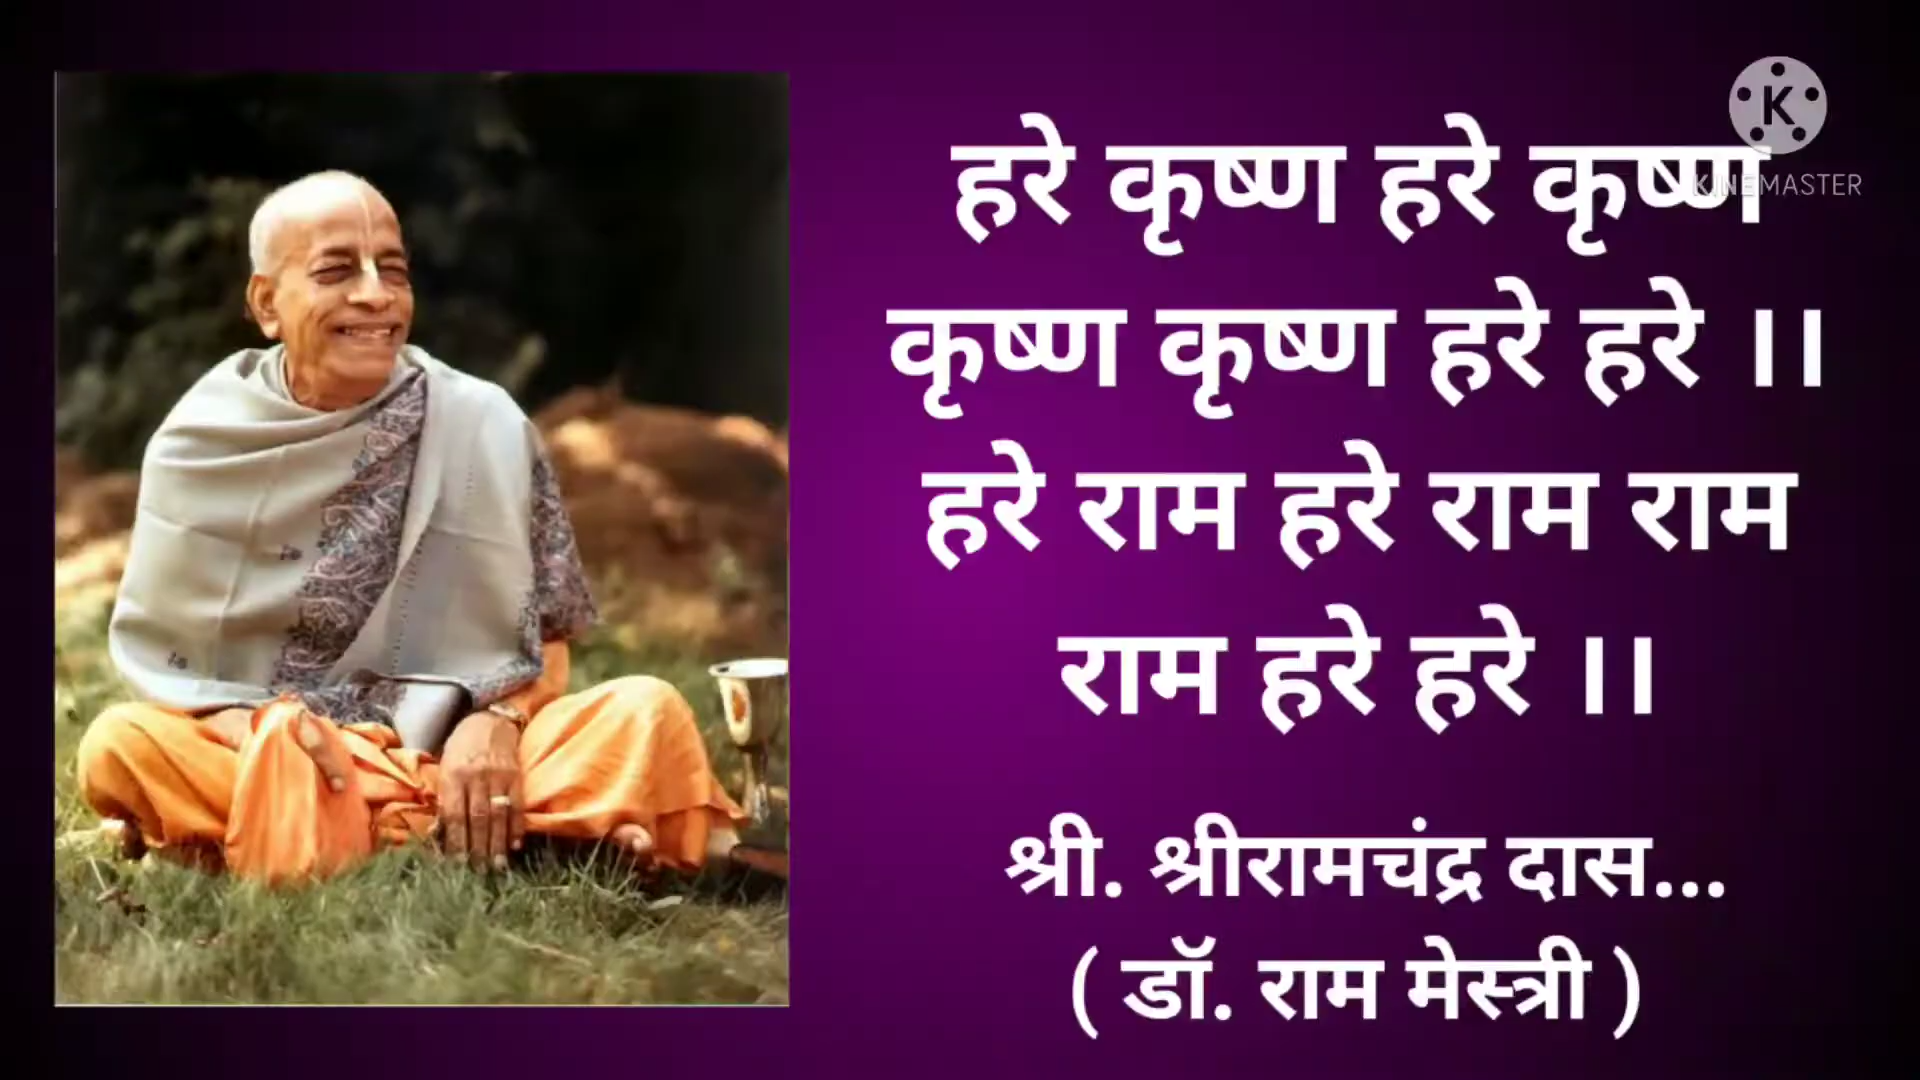 हरे कृष्ण हरे कृष्ण
कृष्ण कृष्ण हरे हरे ।।
हरे राम हरे राम राम
राम हरे हरे ।।
श्री. श्रीरामचंद्र दास...
( डॉ. राम मेस्त्री )
K
KINEMASTER